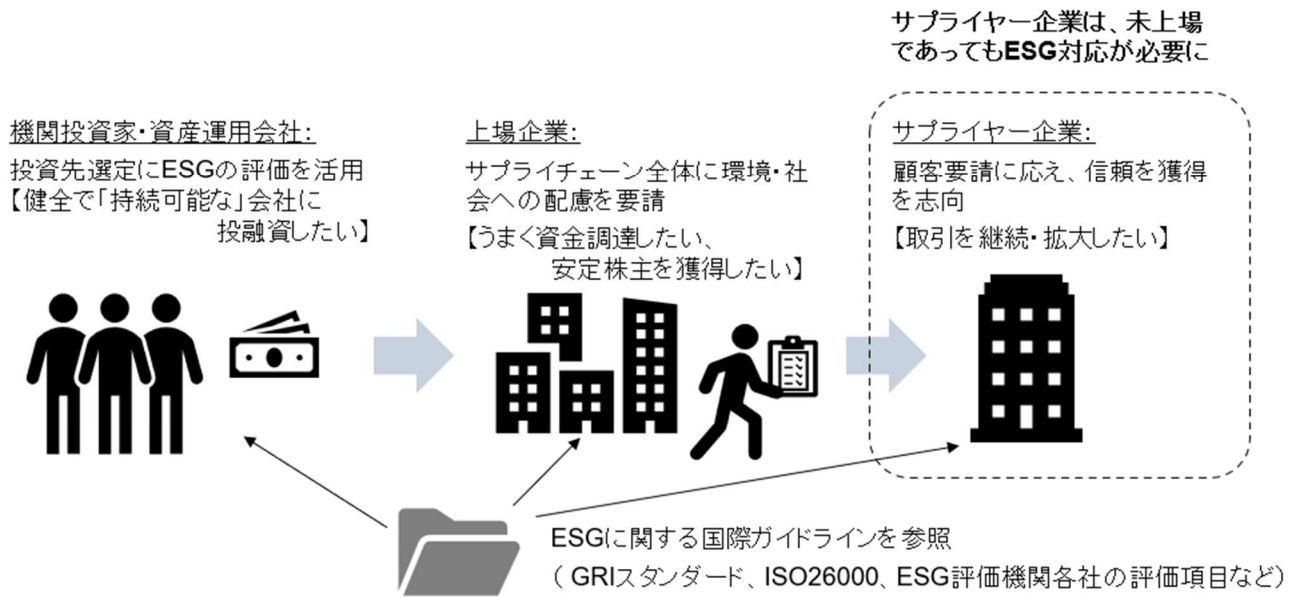 サプライヤー企業は、未上場
であってもESG対応が必要に
機関投資家・資産運用会社:
投資先選定にESGの評価を活用
【健全で「持続可能な」会社に
投融資したい】
上場企業:
サプライチェーン全体に環境・社
会への配慮を要請
【うまく資金調達したい、
安定株主を獲得したい】
サプライヤー企業:
顧客要請に応え、信頼を獲得
を志向
【取引を継続・拡大したい】
ESGに関する国際ガイドラインを参照
( GRIスタンダード、ISO26000、ESG評価機関各社の評価項目など)